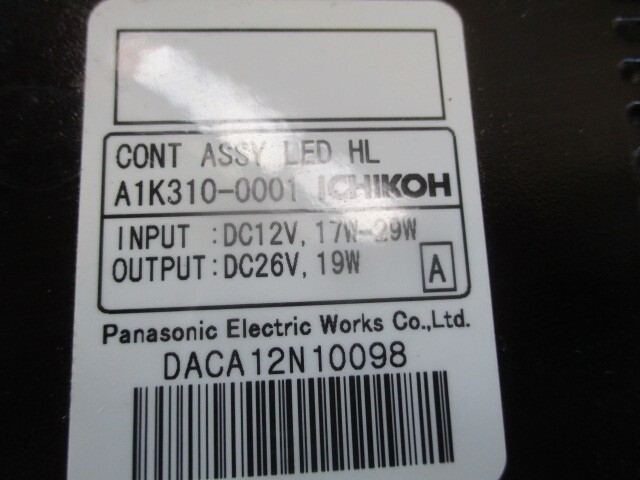 CONT ASSY LED HL
A1K310-0001 ICHIKOH
INPUT :DC12V, 17W-29W
OUTPUT:DC26V, 19W
A
Panasonic Electric Works Co.,Ltd.
DACA12N10098